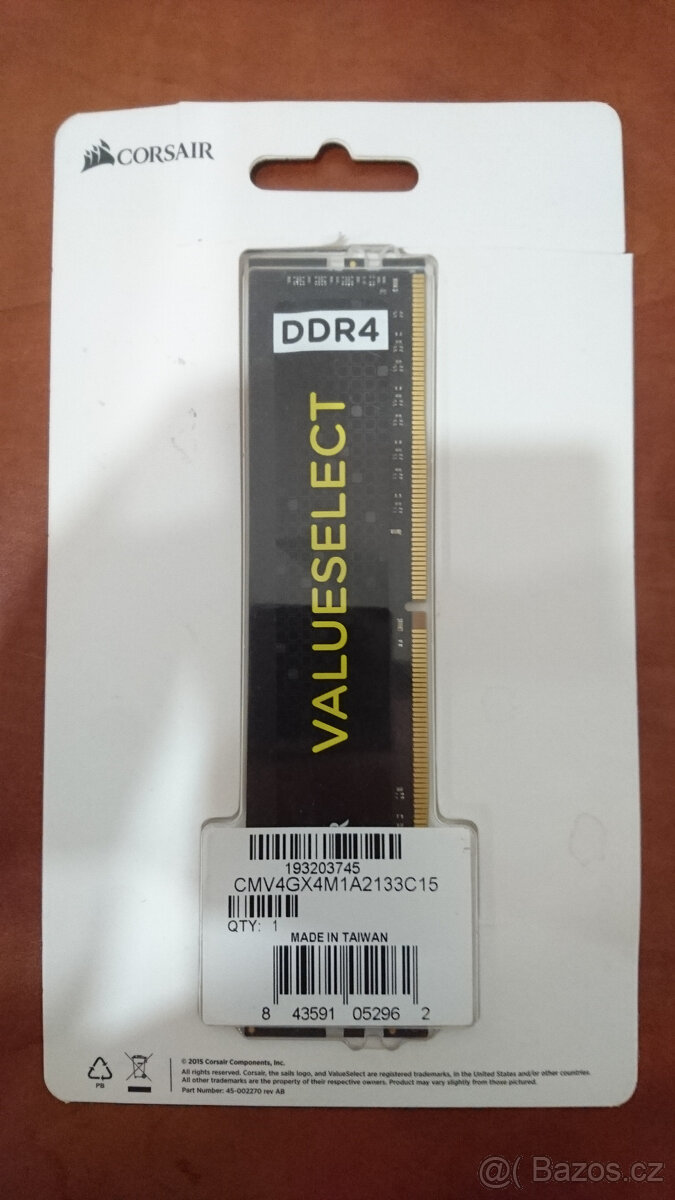 CORSAIR
DDR4
VALUESELECT
R
193203745
CMV4GX4M1A2133C15
QTY: 1
MADE IN TAIWAN
8 43591 05296 2
© 2015 Corsair Components, Inc.
All rights reserved. Corsair, the sails logo, and ValueSelect are registered trademarks, in the United States and/or other countries.
All other trademarks are the property of their respective owners. Product may vary slightly from those pictured.
Part Number: 45-002270 rev AB
PB
@( Bazos.cz